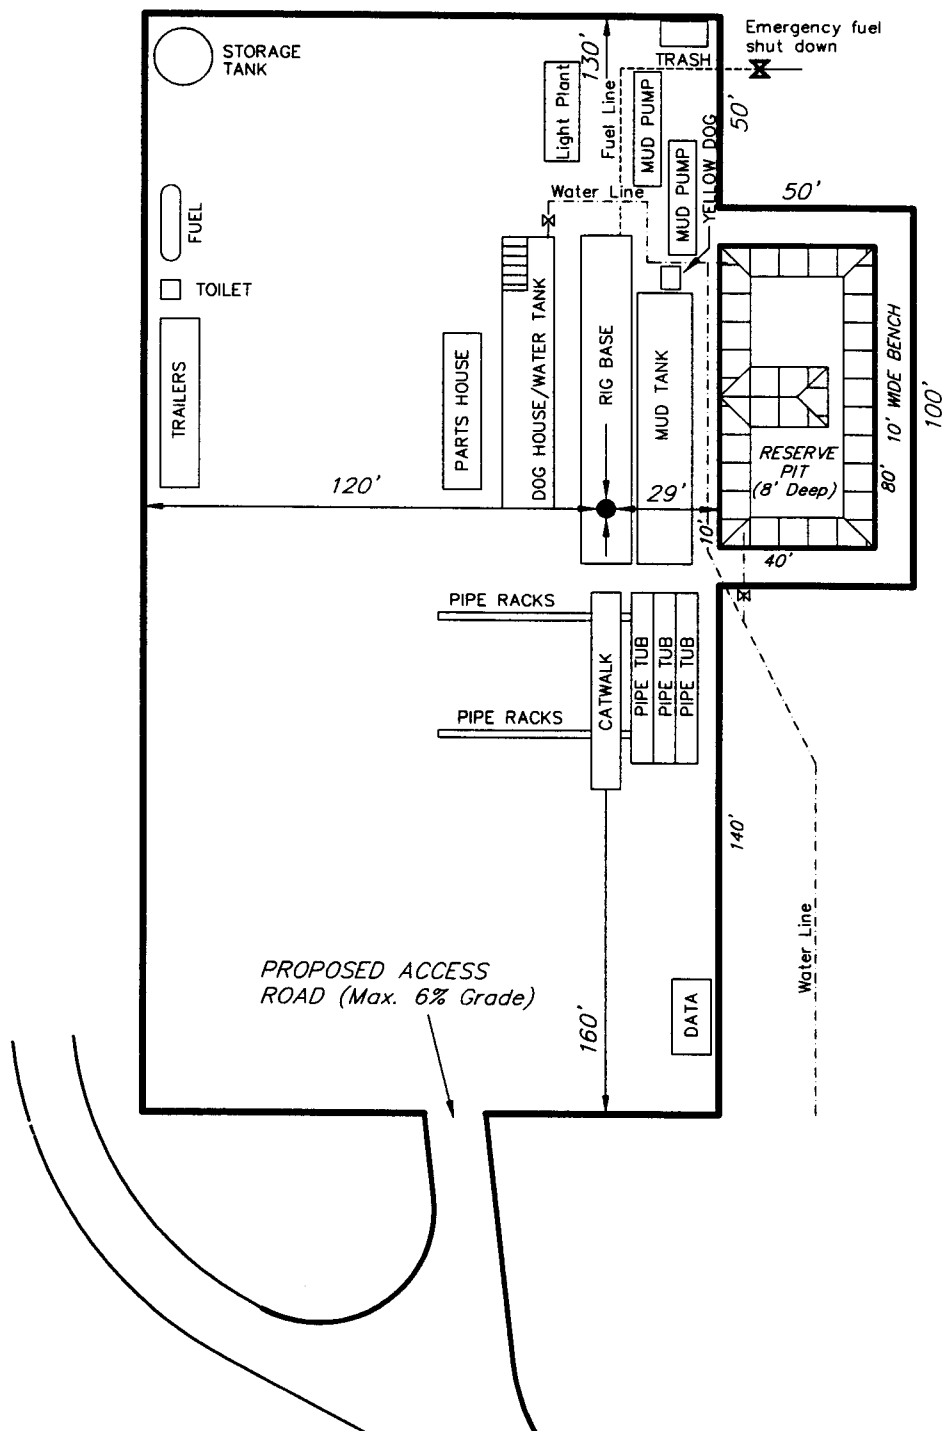 Emergency fuel
shut down
STORAGE
TANK
130'
TRASH
Light Plant
Fuel Line
MUD PUMP
50'
MUD PUMP
YELLOW DOG
Water Line
50'
FUEL
TOILET
TRAILERS
PARTS HOUSE
DOG HOUSE/WATER TANK
RIG BASE
MUD TANK
10' WIDE BENCH
100'
RESERVE
PIT
(8' Deep)
80'
120'
29'
10'
40'
PIPE RACKS
CATWALK
PIPE TUB
PIPE TUB
PIPE TUB
PIPE RACKS
140'
Water Line
PROPOSED ACCESS
ROAD (Max. 6% Grade)
160'
DATA